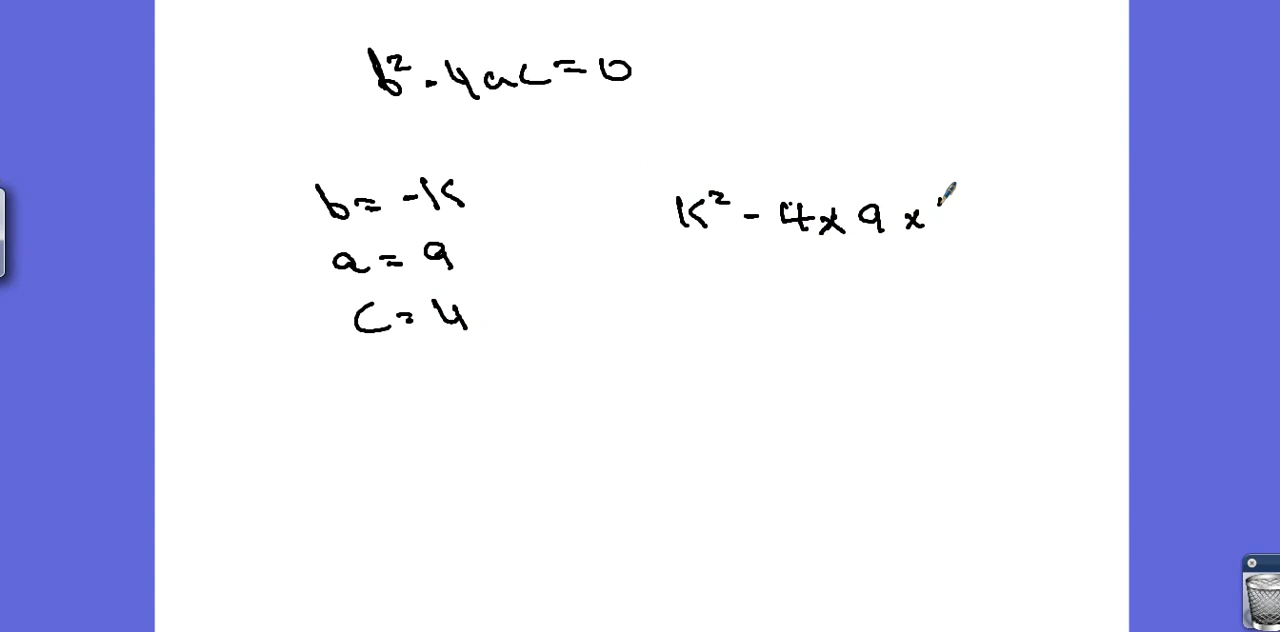 b² - 4ac = 0
b = -k
k² - 4 x 9 x
a = 9
c = 4